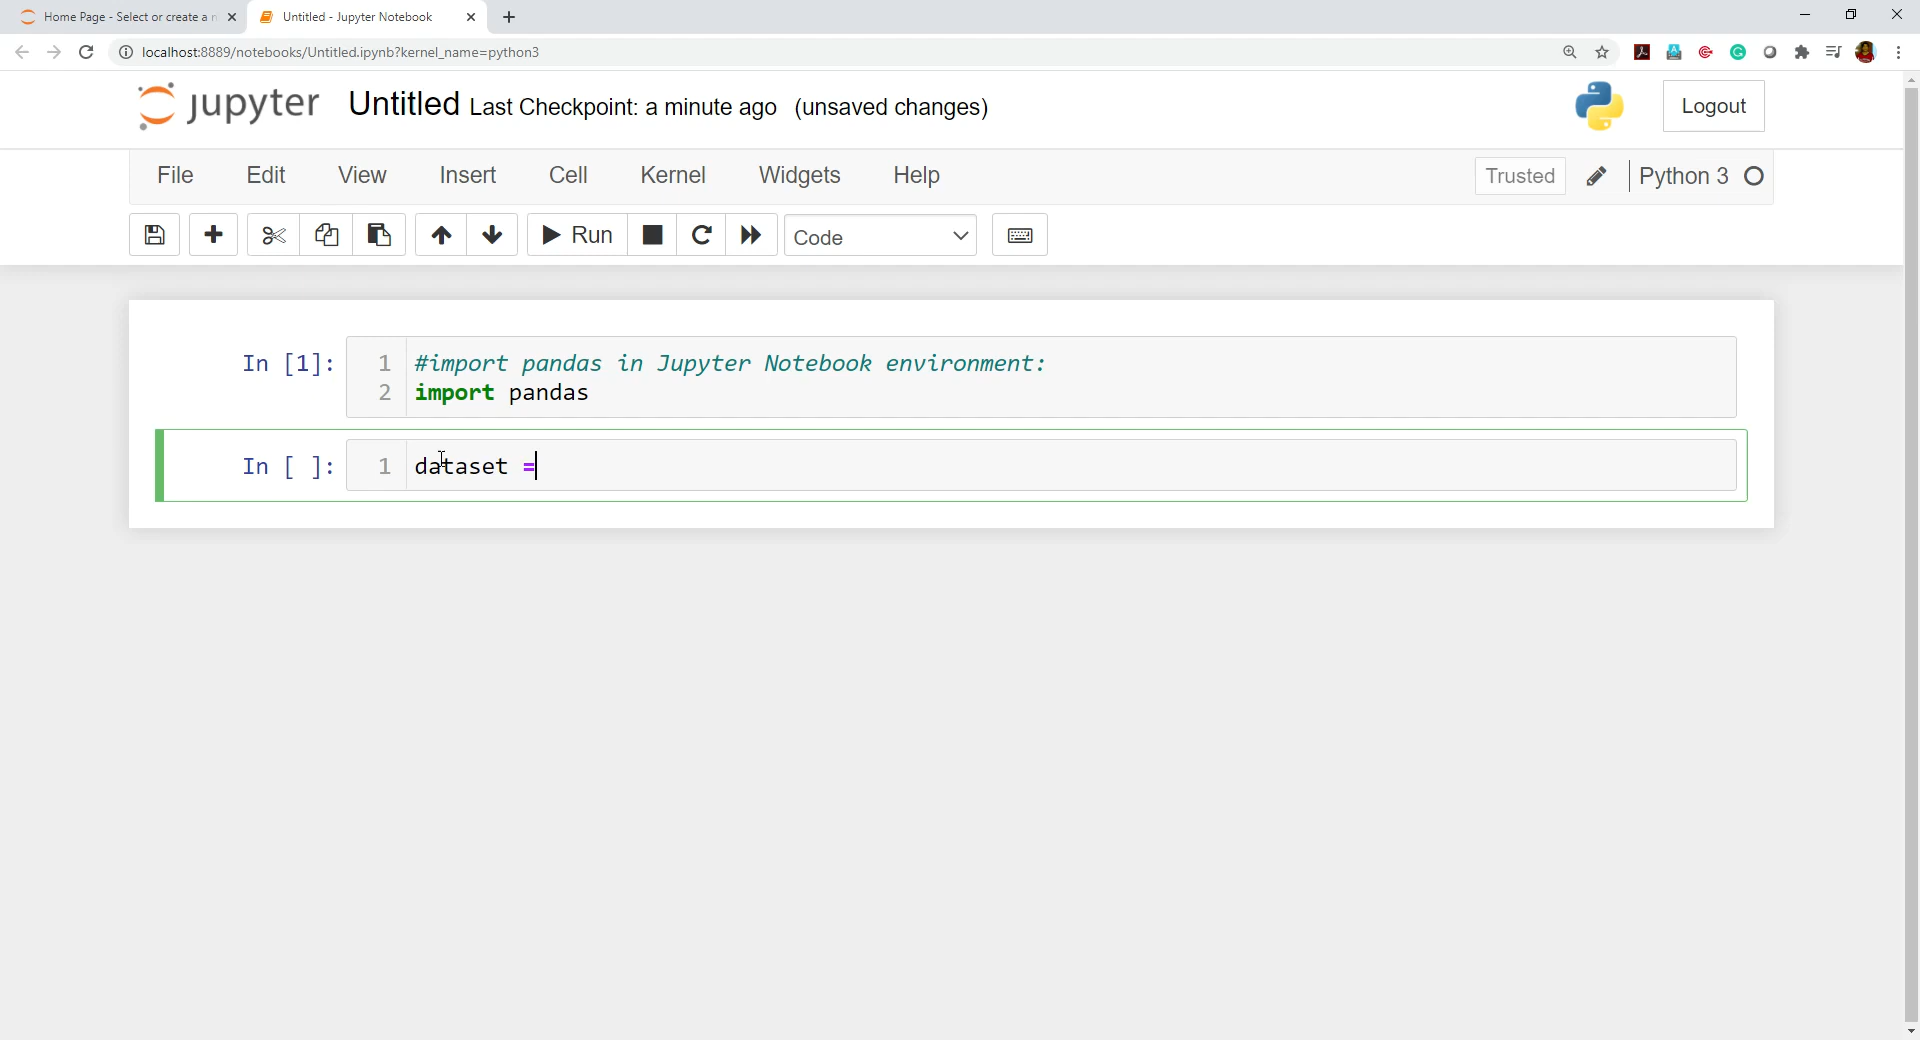 Home Page - Select or create a n
Untitled - Jupyter Notebook
localhost:8889/notebooks/Untitled.ipynb?kernel_name=python3
jupyter Untitled Last Checkpoint: a minute ago (unsaved changes)
Logout
File Edit View Insert Cell Kernel Widgets Help
Trusted
Python 3
Run
Code
In [1]:
1 #import pandas in Jupyter Notebook environment:
2 import pandas
In [ ]:
1 dataset =